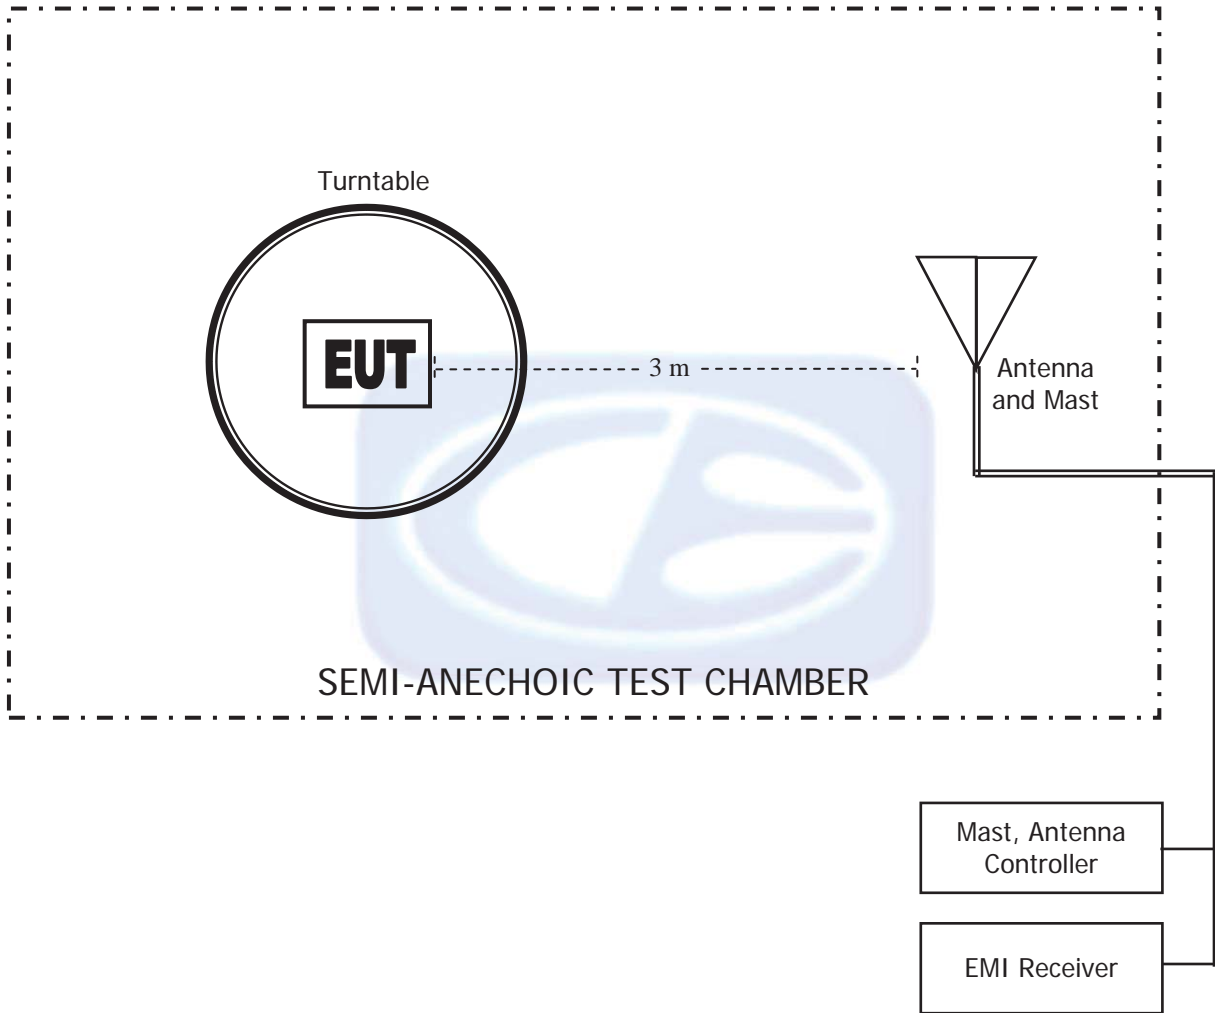 Turntable
EUT
3 m
Antenna
and Mast
SEMI-ANECHOIC TEST CHAMBER
Mast, Antenna
Controller
EMI Receiver